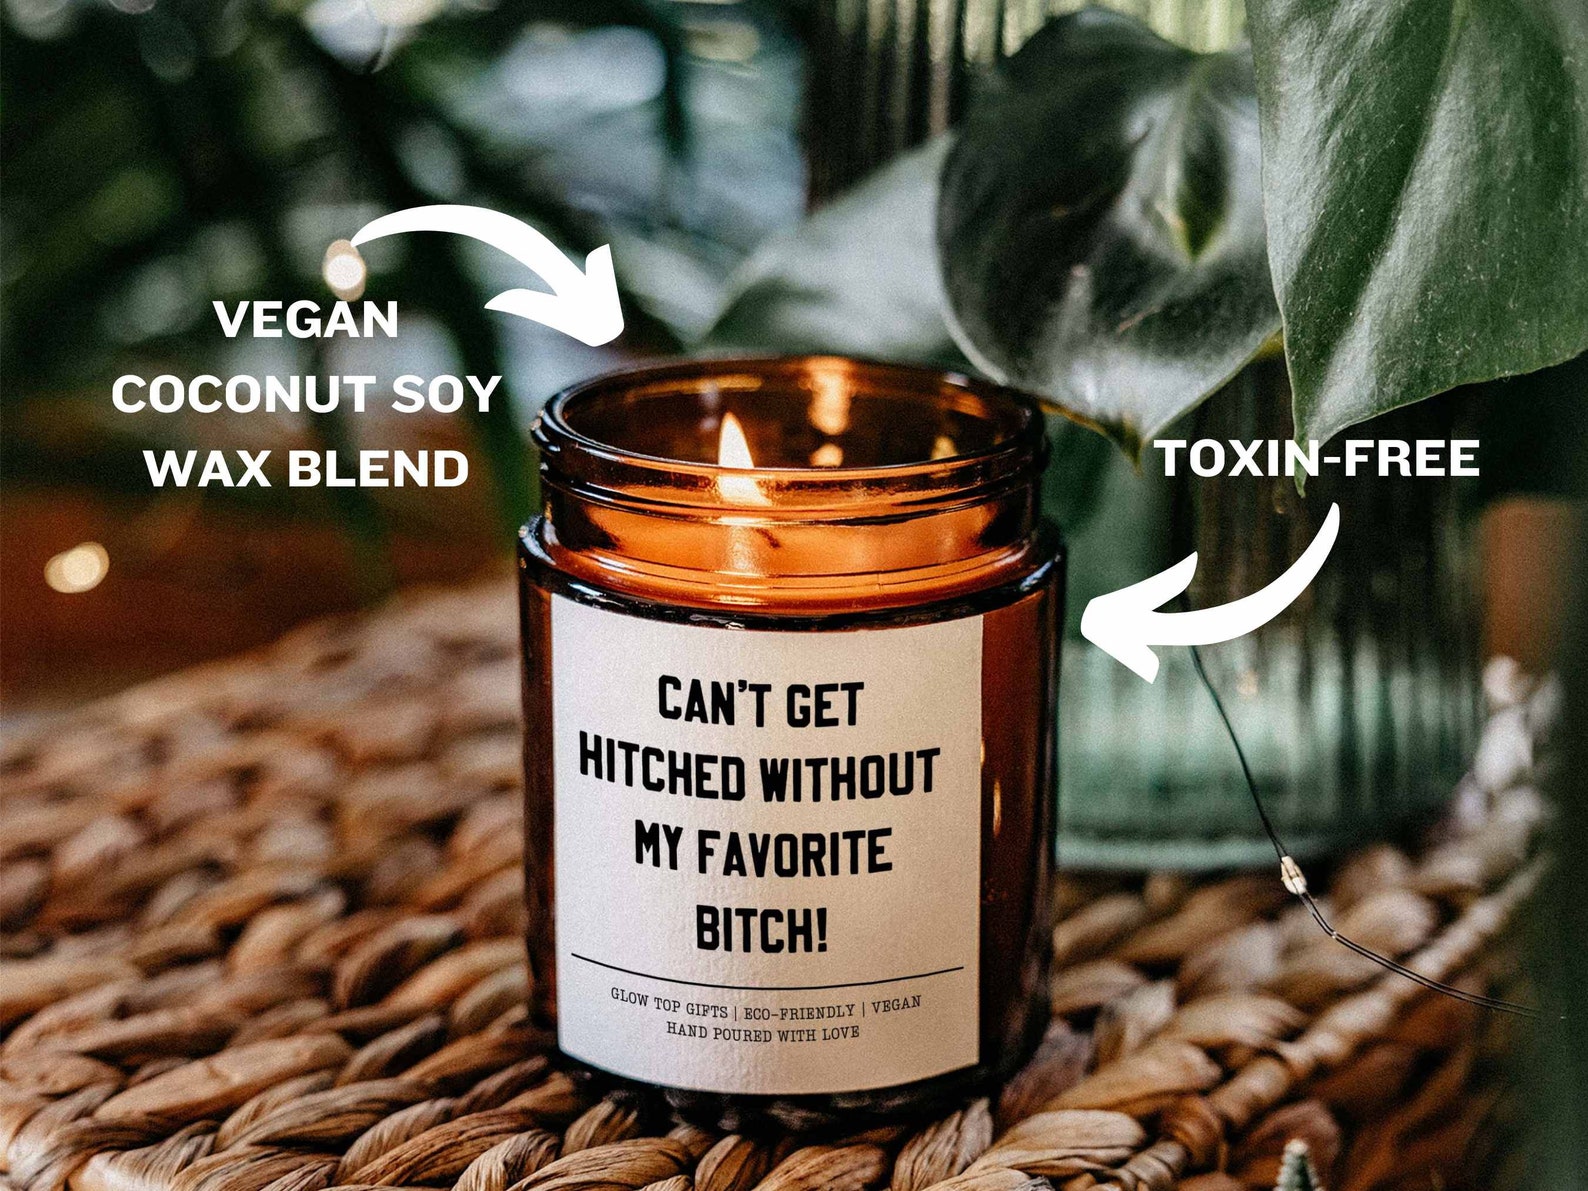 VEGAN
COCONUT SOY
WAX BLEND
TOXIN-FREE
CAN'T GET
HITCHED WITHOUT
MY FAVORITE
BITCH!
GLOW TOP GIFTS | ECO-FRIENDLY | VEGAN
HAND POURED WITH LOVE